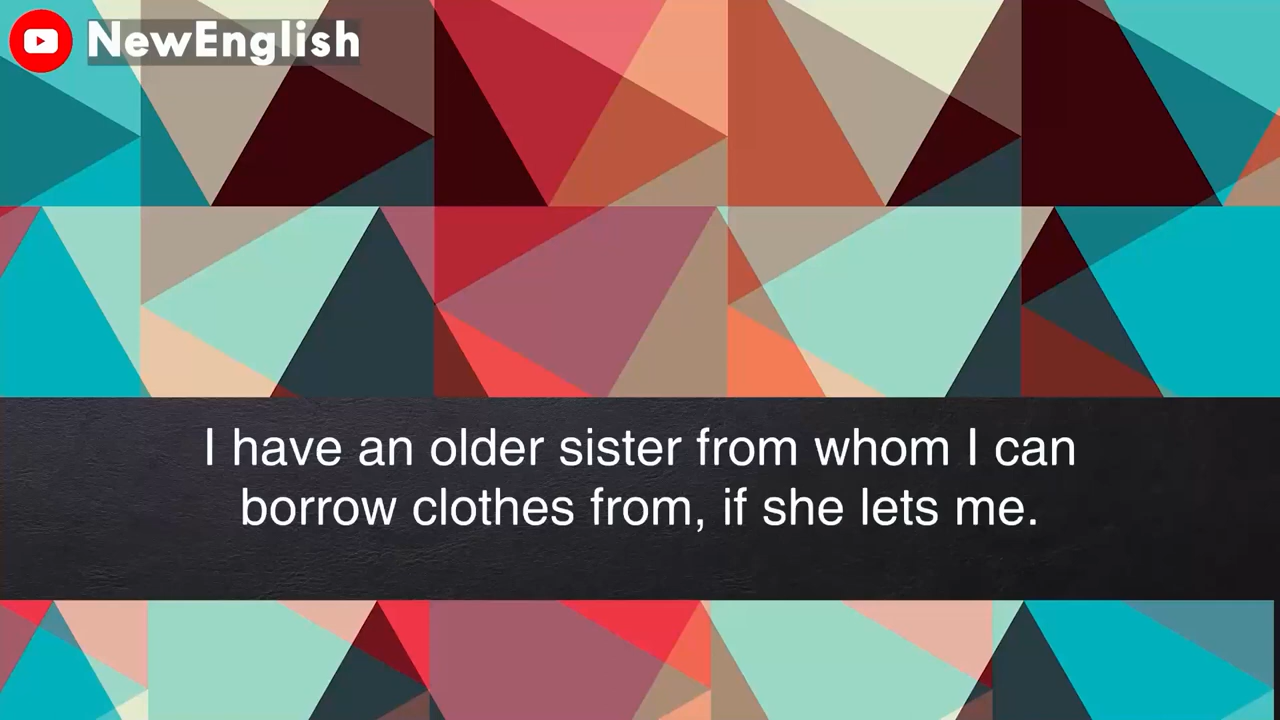 NewEnglish
I have an older sister from whom I can
borrow clothes from, if she lets me.